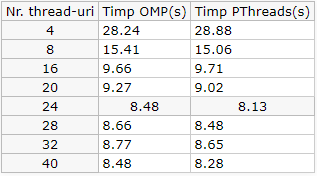 Nr. thread-uri Timp OMP(s) Timp PThreads(s)
4 28.24 28.88
8 15.41 15.06
16 9.66 9.71
20 9.27 9.02
24 8.48 8.13
28 8.66 8.48
32 8.77 8.65
40 8.48 8.28